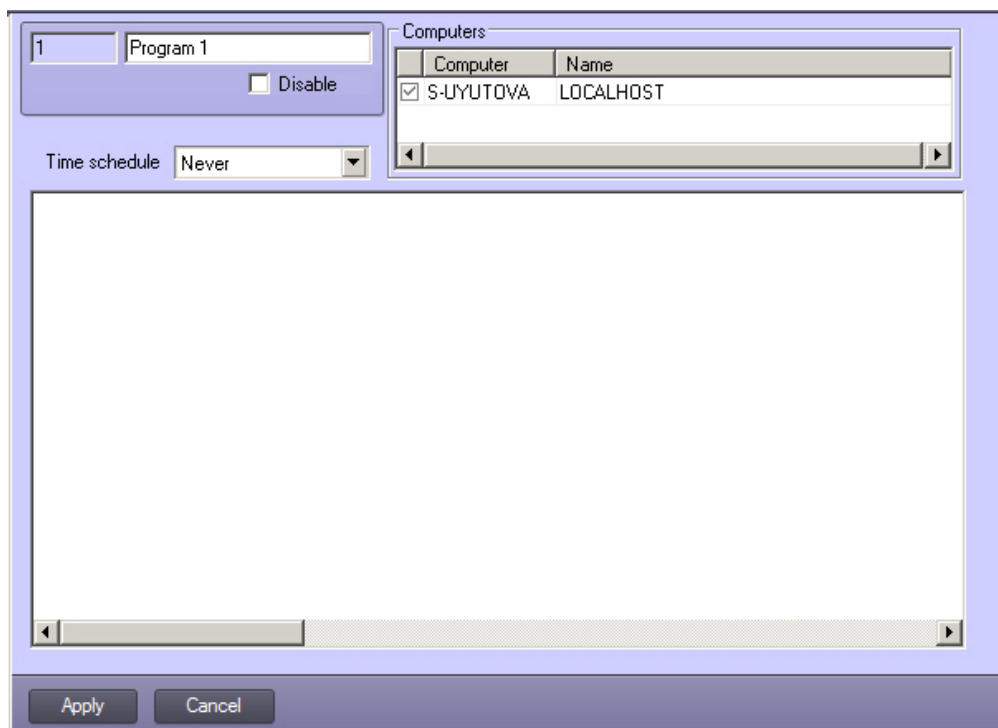 1 Program 1
Disable
Time schedule Never
Computers
Computer Name
S-UYUTOVA LOCALHOST
Apply Cancel